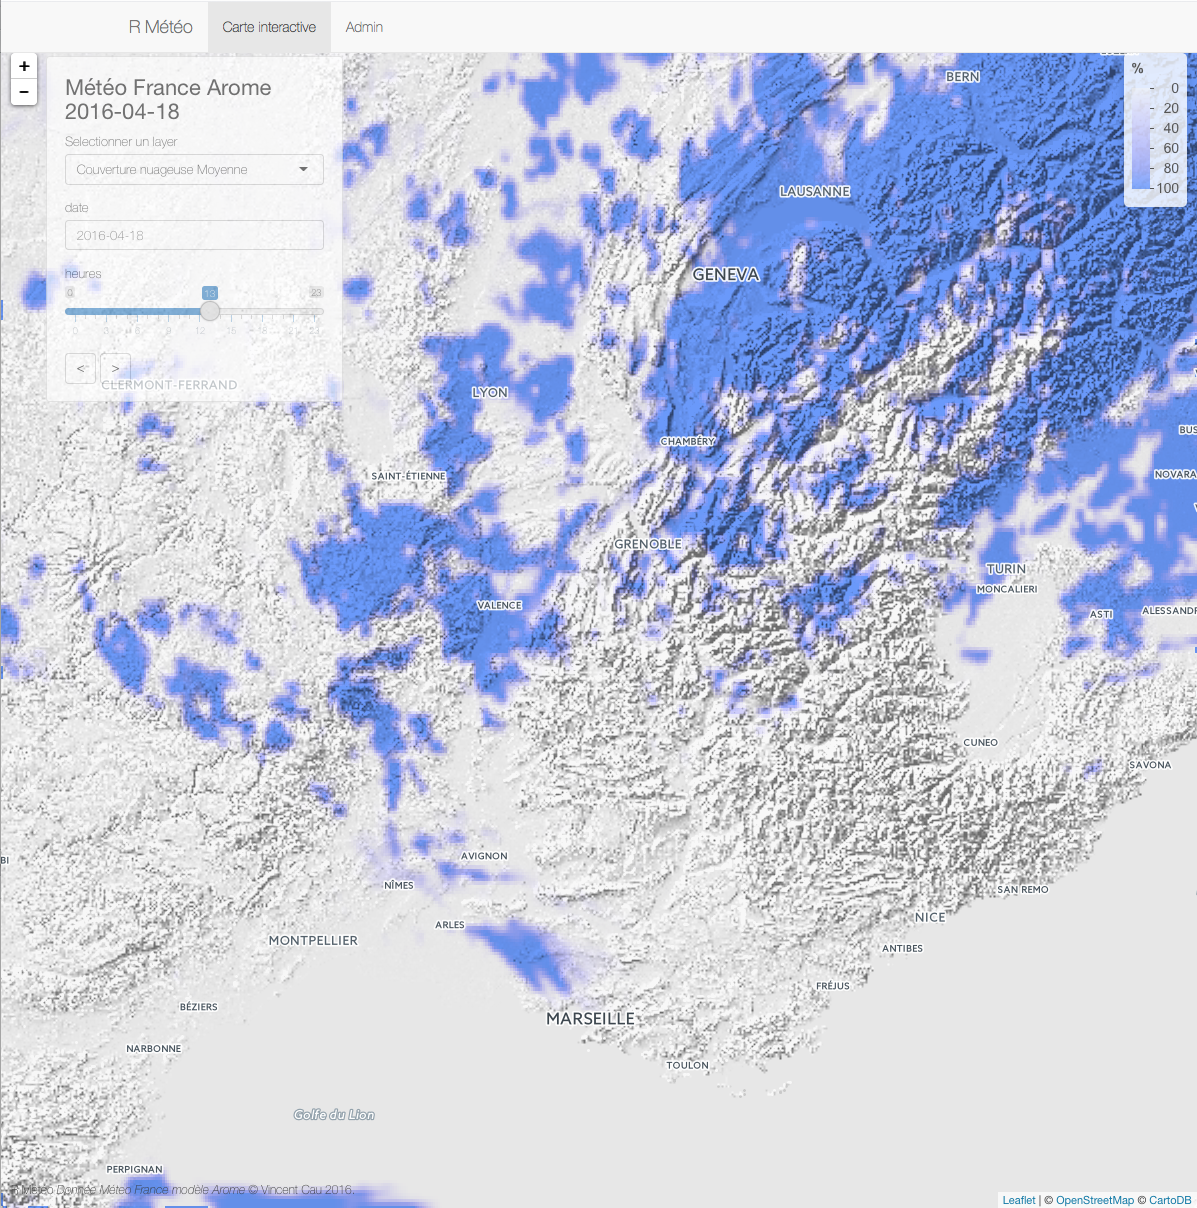 R Météo
Carte interactive
Admin
+
−
Météo France Arome
2016-04-18
Selectionner un layer
Couverture nuageuse Moyenne
date
2016-04-18
heures
0
13
23
0 3 6 9 12 15 18 21 23
< >
CLERMONT-FERRAND
%
0
20
40
60
80
100
BERN
LAUSANNE
GENEVA
LYON
CHAMBÉRY
BUS
SAINT-ÉTIENNE
NOVARA
GRENOBLE
TURIN
MONCALIERI
VALENCE
ASTI
ALESSANDR
CUNEO
SAVONA
AVIGNON
BI
NÎMES
SAN REMO
NICE
ARLES
MONTPELLIER
ANTIBES
FRÉJUS
BÉZIERS
MARSEILLE
NARBONNE
TOULON
Golfe du Lion
PERPIGNAN
R Météo Donnée Méteo France modèle Arome © Vincent Cau 2016.
Leaflet | © OpenStreetMap © CartoDB